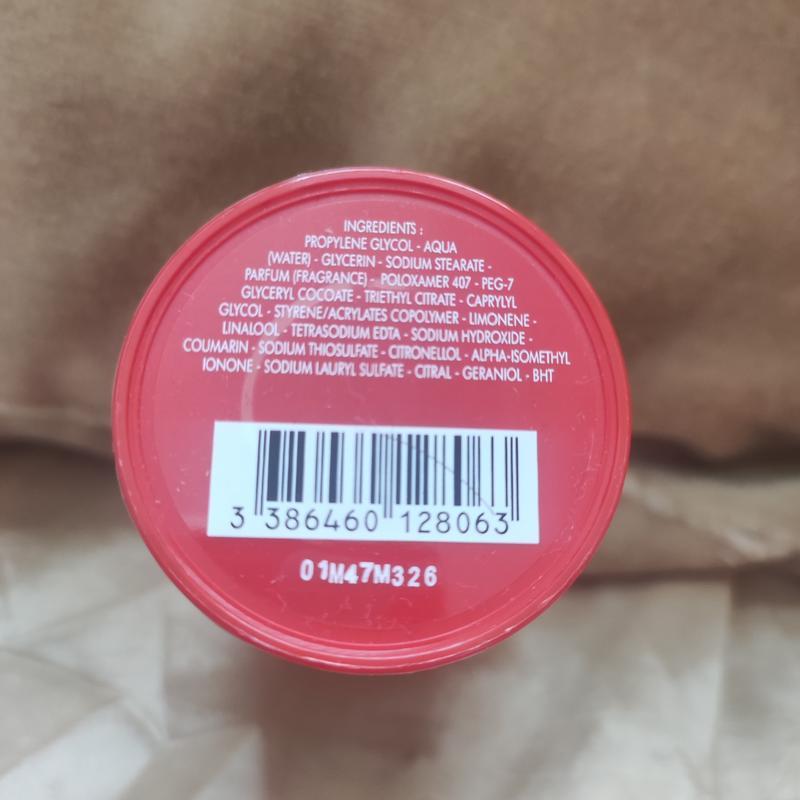 INGREDIENTS :
PROPYLENE GLYCOL - AQUA
(WATER) - GLYCERIN - SODIUM STEARATE -
PARFUM (FRAGRANCE) - POLOXAMER 407 - PEG-7
GLYCERYL COCOATE - TRIETHYL CITRATE - CAPRYLYL
GLYCOL - STYRENE/ACRYLATES COPOLYMER - LIMONENE -
LINALOOL - TETRASODIUM EDTA - SODIUM HYDROXIDE -
COUMARIN - SODIUM THIOSULFATE - CITRONELLOL - ALPHA-ISOMETHYL
IONONE - SODIUM LAURYL SULFATE - CITRAL - GERANIOL - BHT
3 386460 128063
01M47M326